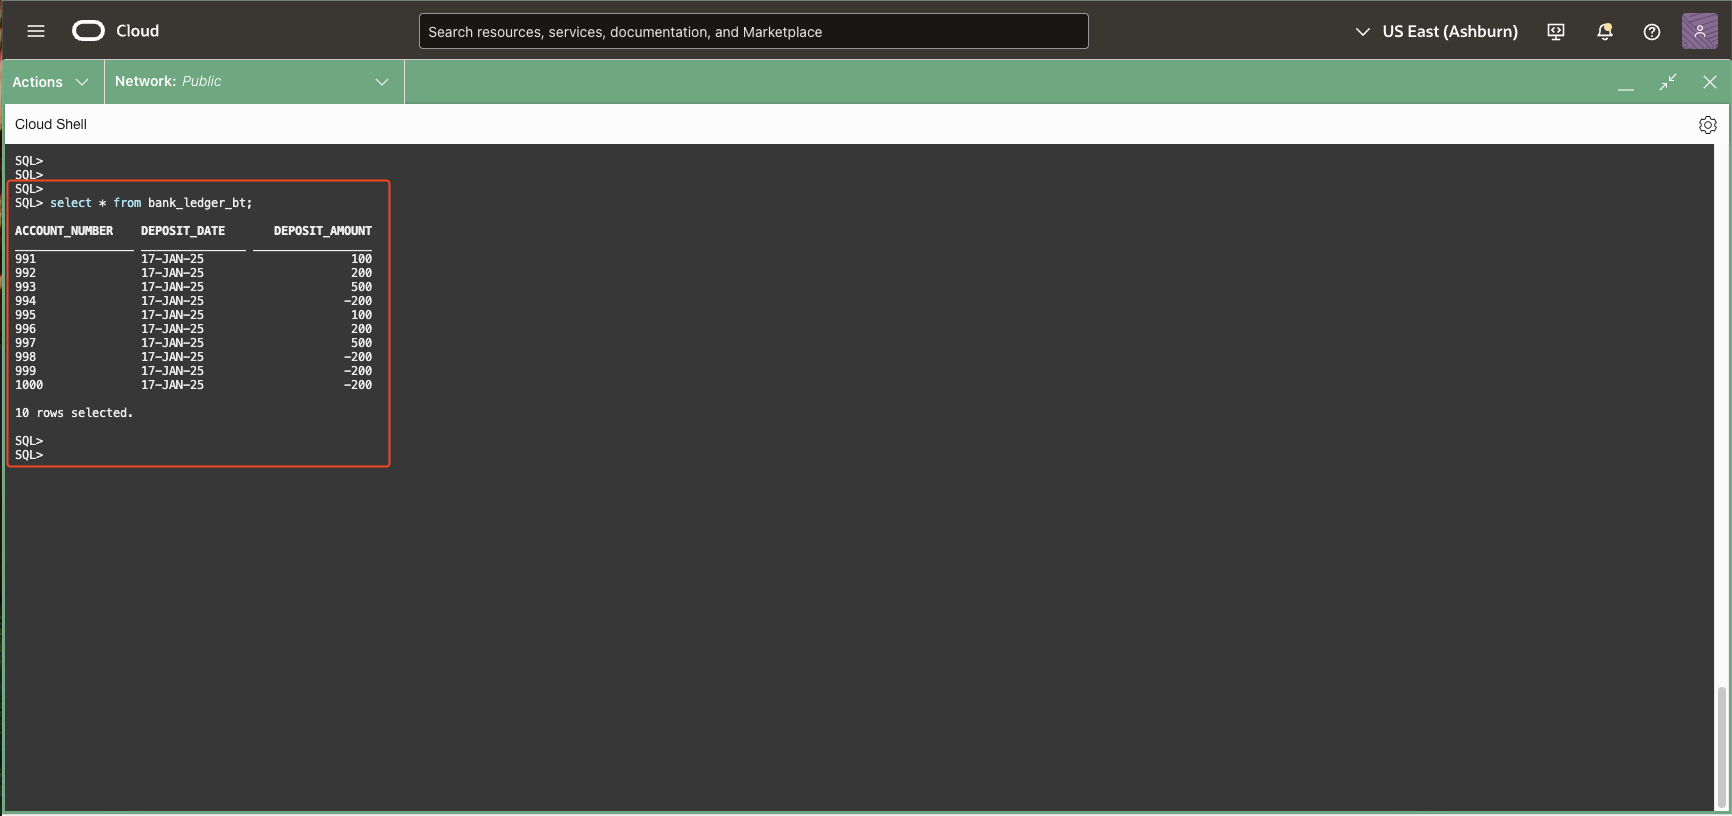 Cloud
Search resources, services, documentation, and Marketplace
US East (Ashburn)
Actions
Network: Public
Cloud Shell
SQL>
SQL>
SQL>
SQL> select * from bank_ledger_bt;
ACCOUNT_NUMBER DEPOSIT_DATE DEPOSIT_AMOUNT
991 17-JAN-25 100
992 17-JAN-25 200
993 17-JAN-25 500
994 17-JAN-25 -200
995 17-JAN-25 100
996 17-JAN-25 200
997 17-JAN-25 500
998 17-JAN-25 -200
999 17-JAN-25 -200
1000 17-JAN-25 -200
10 rows selected.
SQL>
SQL>